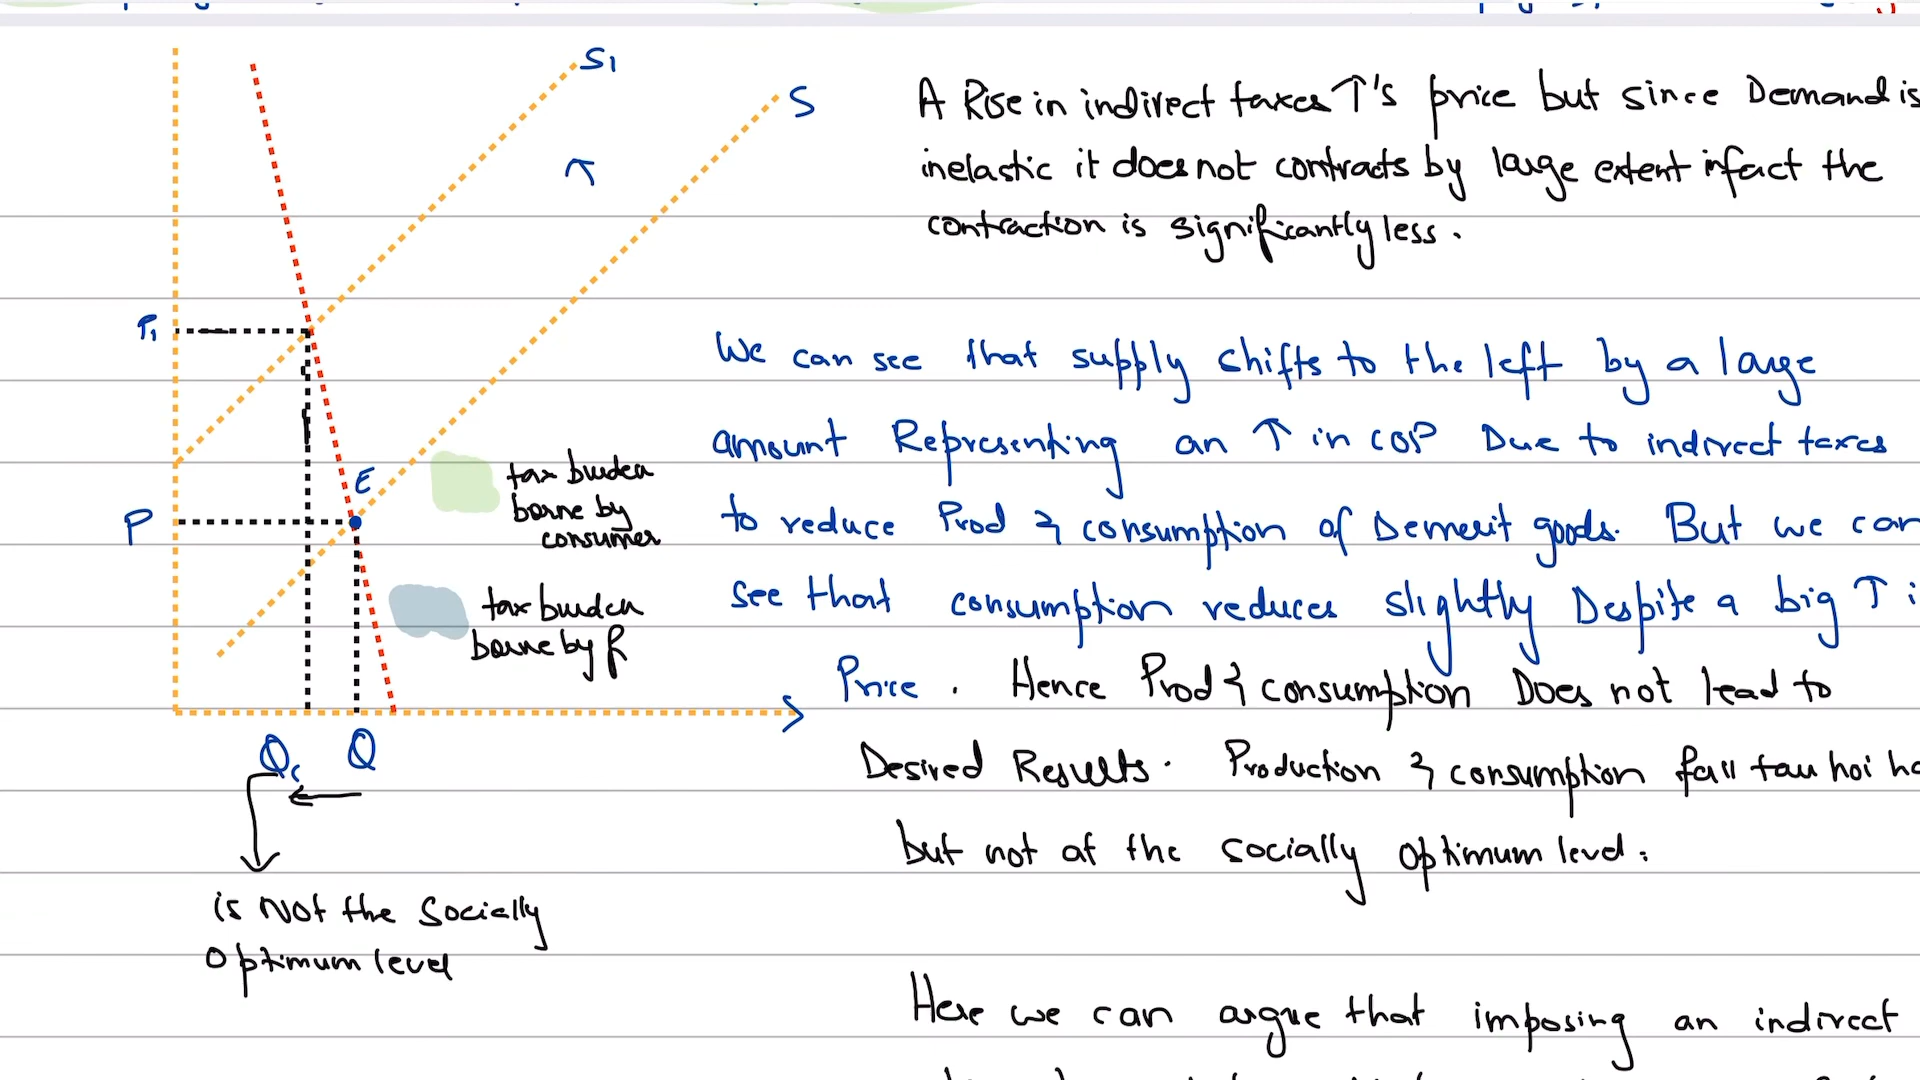 S1
S
A Rise in indirect taxes ↑'s price but since Demand is
inelastic it does not contracts by large extent infact the
contraction is significantly less.
P1
We can see that supply shifts to the left by a large
amount Representing an ↑ in COP Due to indirect taxes
E
tax burden
borne by
consumer
P
to reduce Prod & consumption of Demerit goods. But we can
tax burden
borne by
see that consumption reduces slightly Despite a big ↑ i
Price. Hence Prod & consumption Does not lead to
Q
Desired Results. Production & consumption fall tau hoi ha
but not at the socially optimum level.
is not the Socially
Optimum level
Here we can argue that imposing an indirect